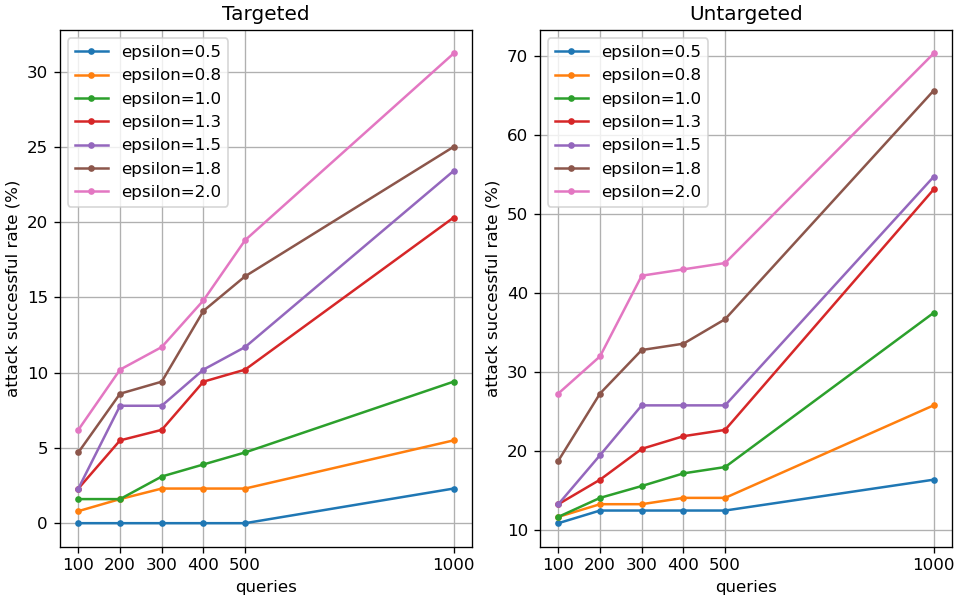 Targeted
attack successful rate (%)
30
25
20
15
10
5
0
epsilon=0.5
epsilon=0.8
epsilon=1.0
epsilon=1.3
epsilon=1.5
epsilon=1.8
epsilon=2.0
100 200 300 400 500 1000
queries
Untargeted
attack successful rate (%)
70
60
50
40
30
20
10
epsilon=0.5
epsilon=0.8
epsilon=1.0
epsilon=1.3
epsilon=1.5
epsilon=1.8
epsilon=2.0
100 200 300 400 500 1000
queries